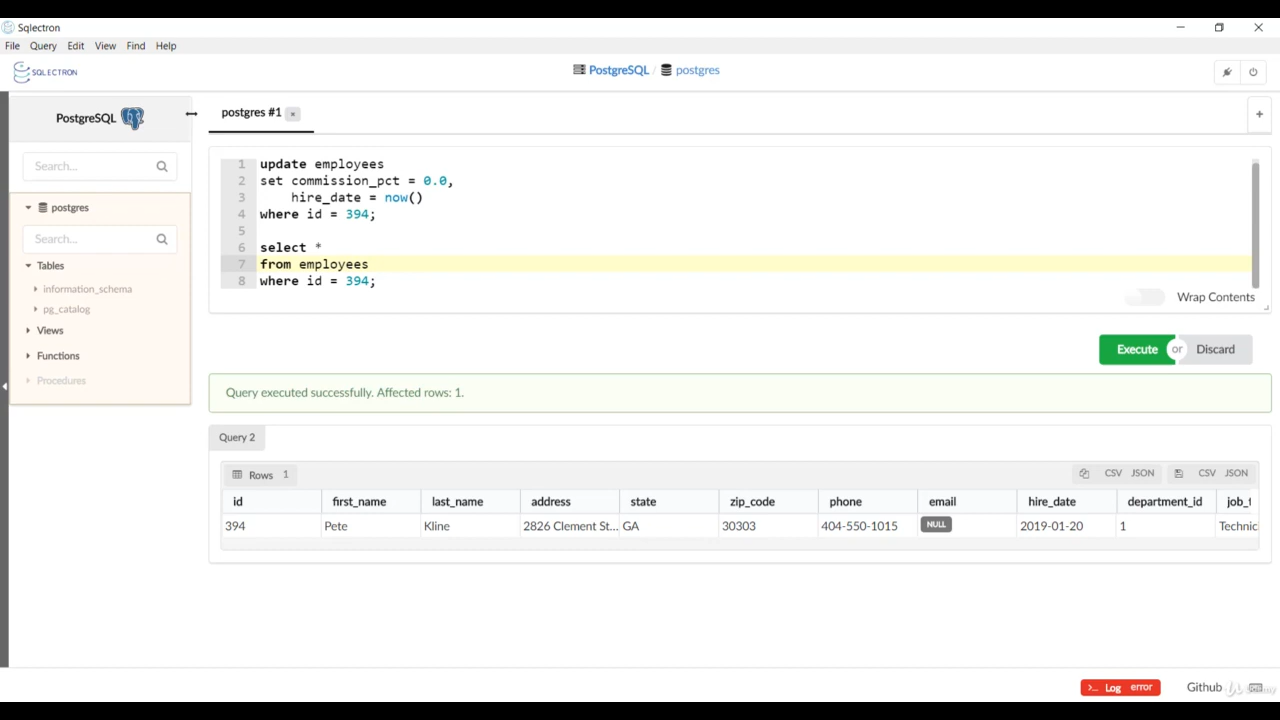 Sqlectron
File Query Edit View Find Help
SQLECTRON
PostgreSQL / postgres
PostgreSQL
postgres #1 ×
+
Search...
postgres
Search...
Tables
information_schema
pg_catalog
Views
Functions
Procedures
1 update employees
2 set commission_pct = 0.0,
3 hire_date = now()
4 where id = 394;
5
6 select *
7 from employees
8 where id = 394;
Wrap Contents
Execute or Discard
Query executed successfully. Affected rows: 1.
Query 2
Rows 1 CSV JSON CSV JSON
id first_name last_name address state zip_code phone email hire_date department_id job_t
394 Pete Kline 2826 Clement St... GA 30303 404-550-1015 NULL 2019-01-20 1 Technic
>_ Log error Github Udemy